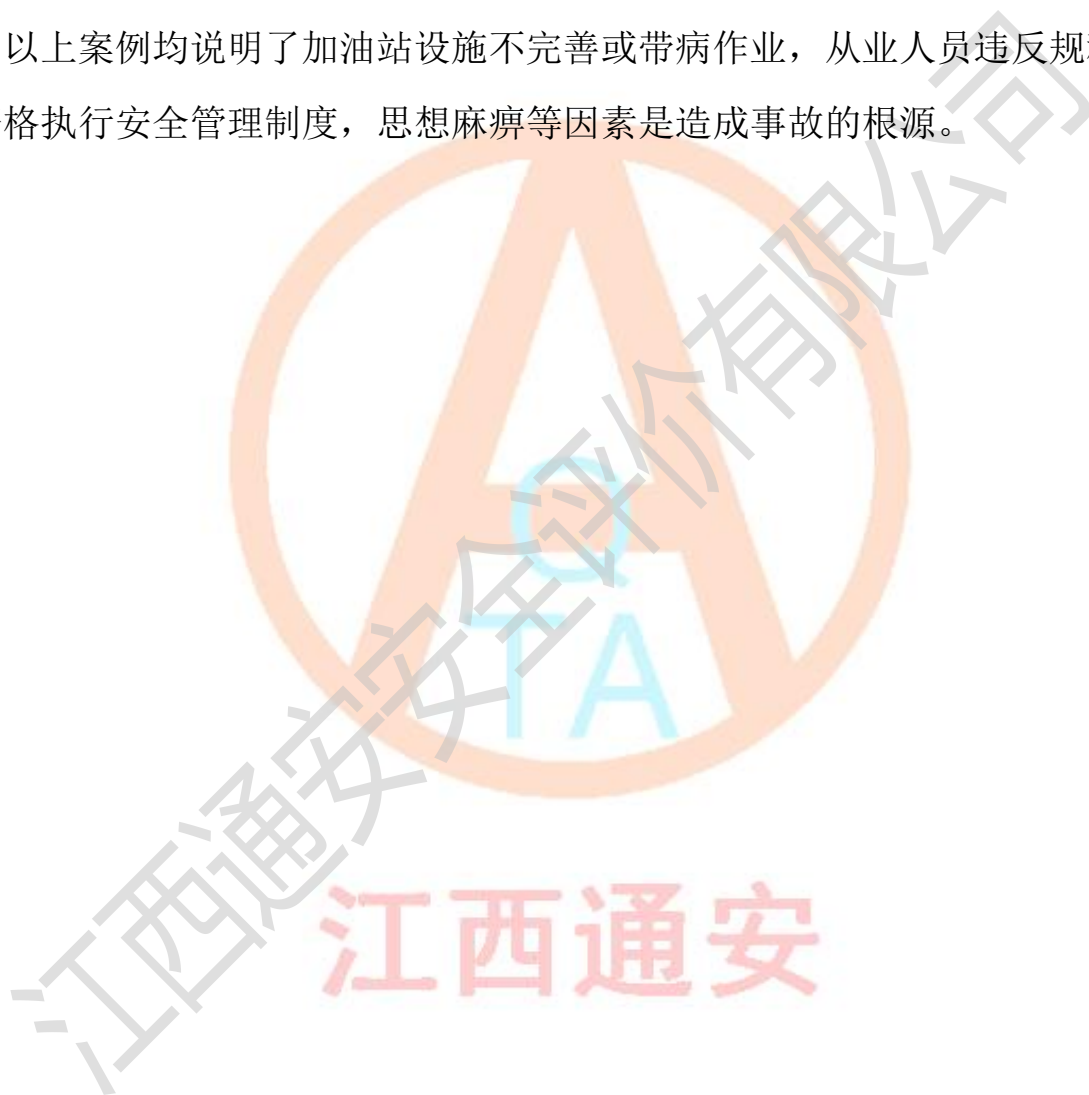 以上案例均说明了加油站设施不完善或带病作业，从业人员违反规
格执行安全管理制度，思想麻痹等因素是造成事故的根源。
江西通安安全评价有限公司
Q
TA
江西通安